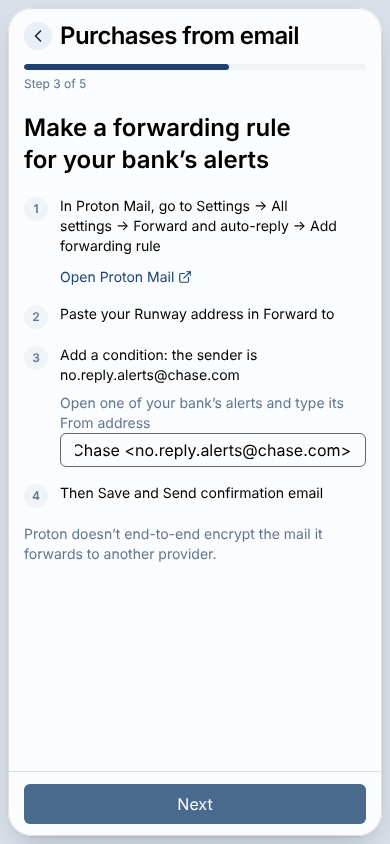 Purchases from email
Step 3 of 5
Make a forwarding rule
for your bank’s alerts
1
In Proton Mail, go to Settings → All
settings → Forward and auto-reply → Add
forwarding rule
Open Proton Mail
2
Paste your Runway address in Forward to
3
Add a condition: the sender is
no.reply.alerts@chase.com
Open one of your bank’s alerts and type its
From address
Chase <no.reply.alerts@chase.com>
4
Then Save and Send confirmation email
Proton doesn’t end-to-end encrypt the mail it
forwards to another provider.
Next